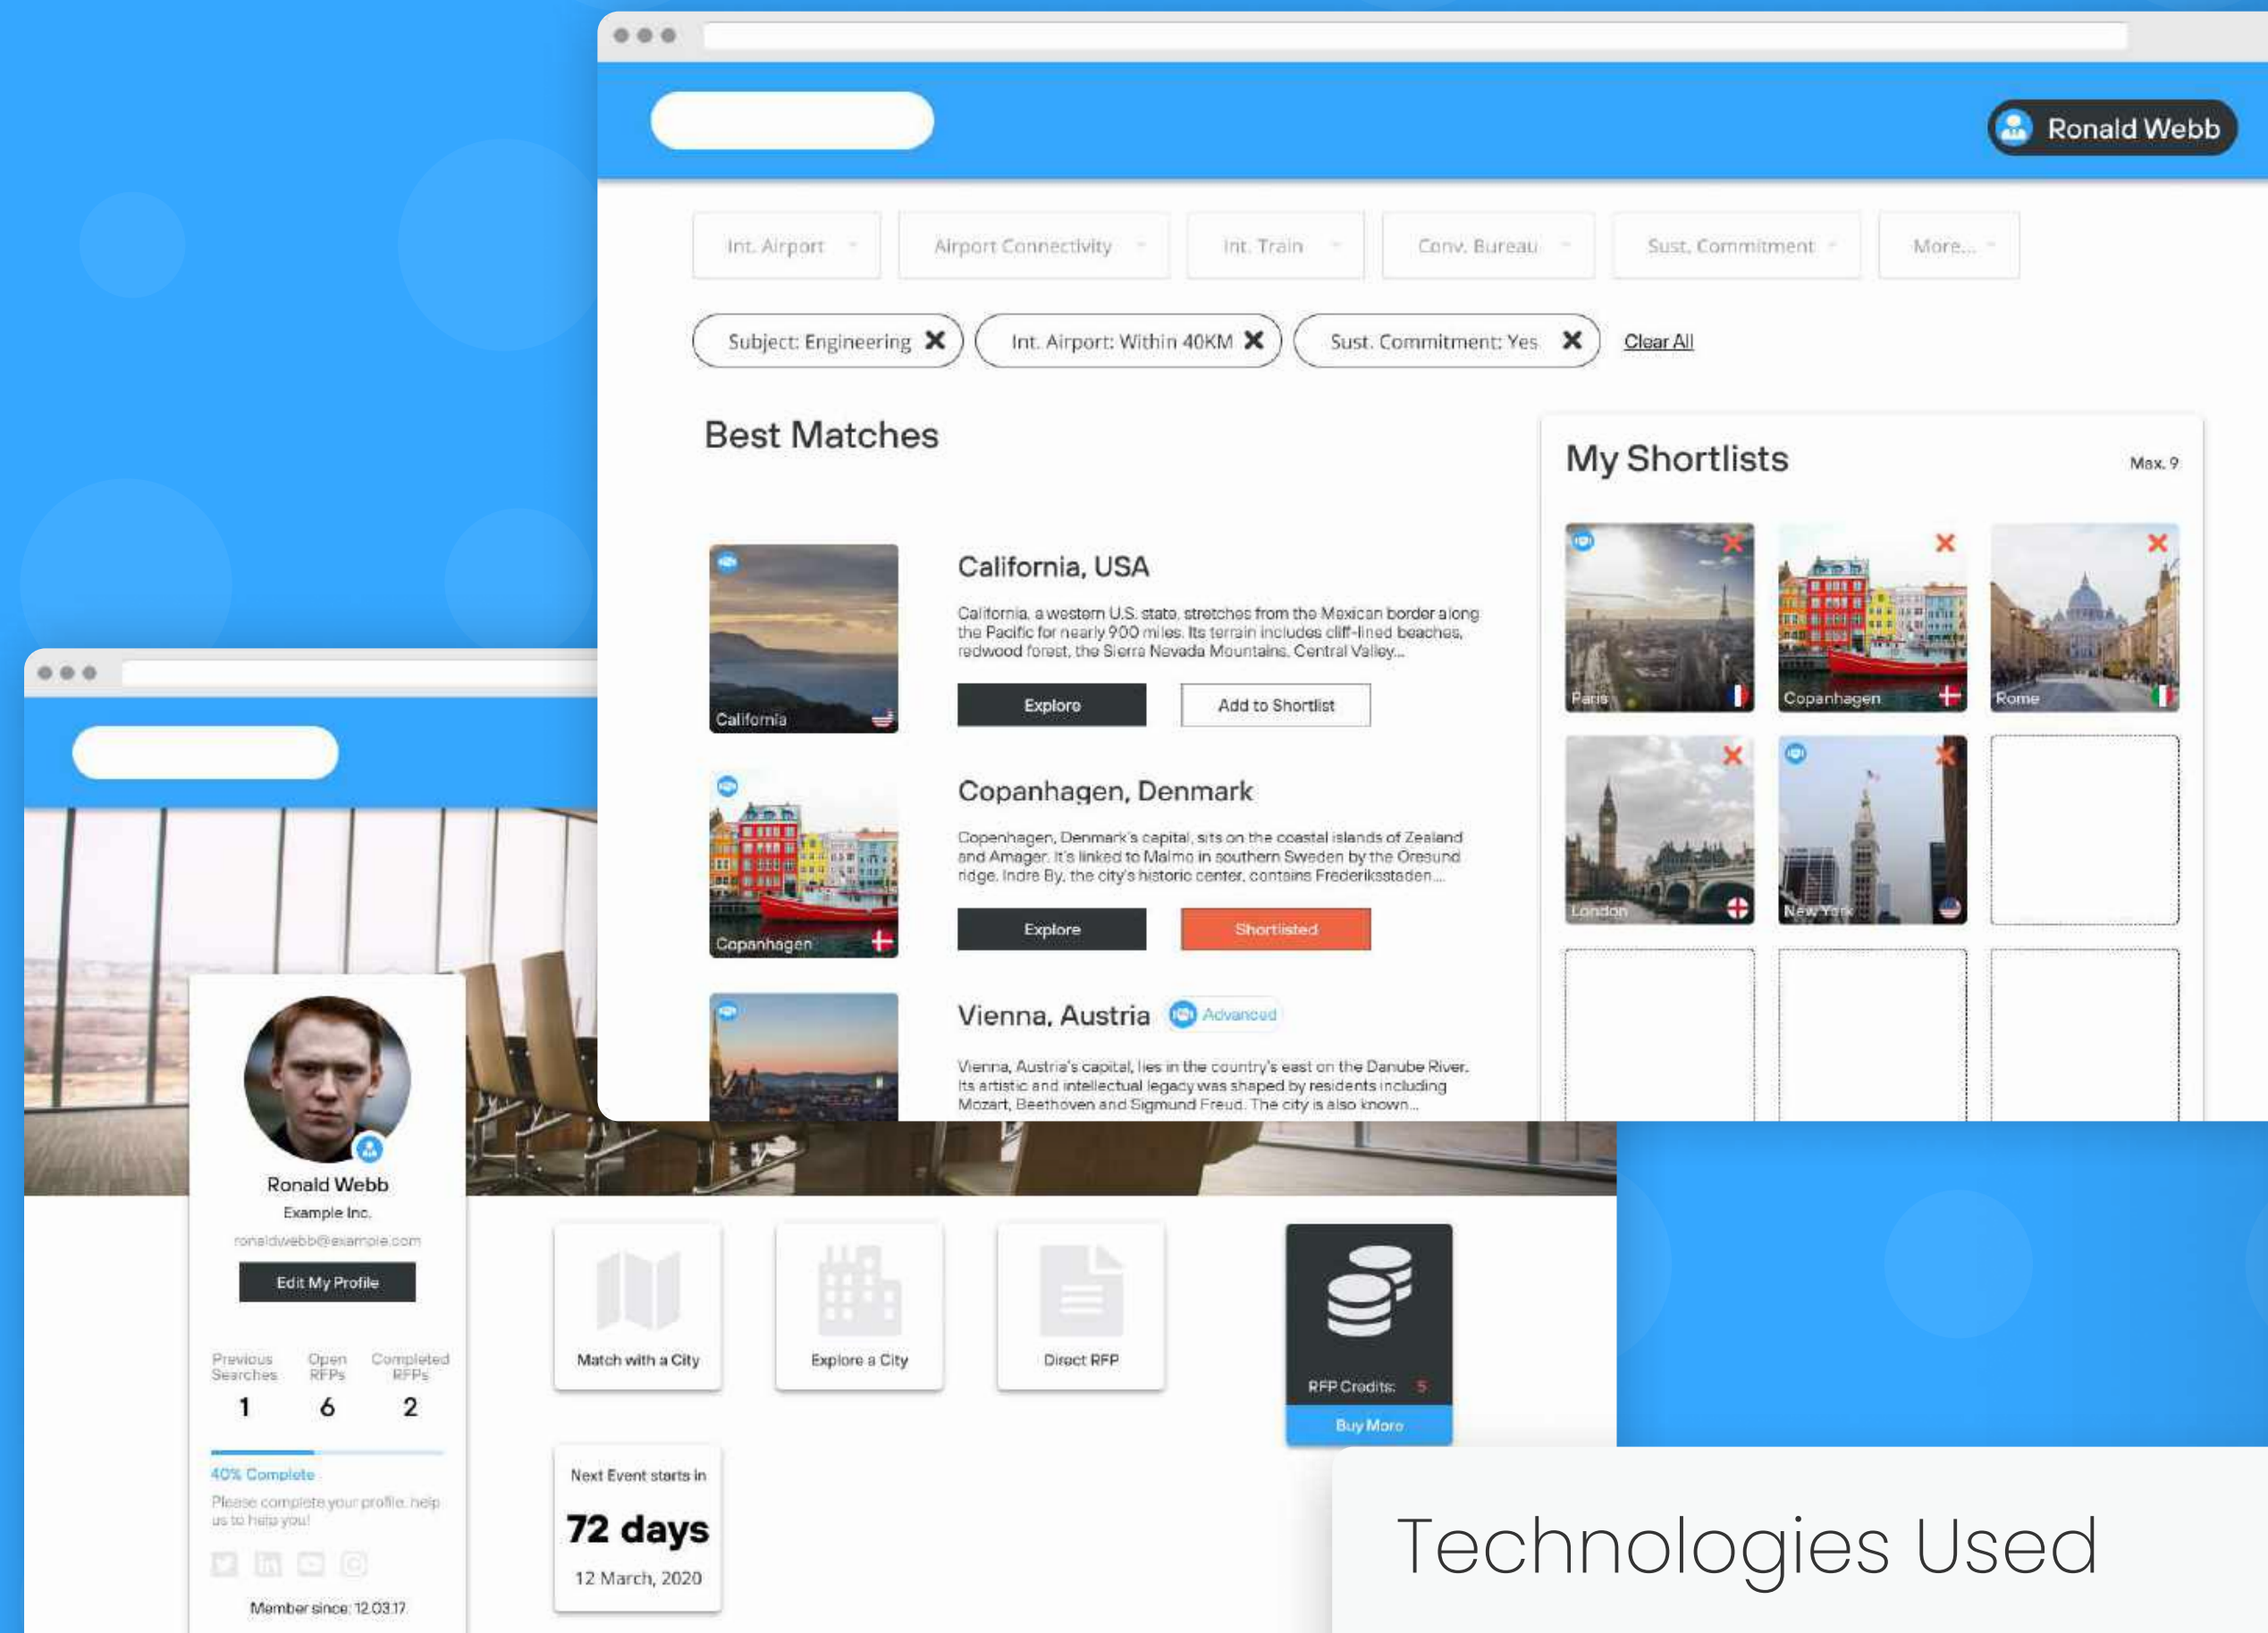 Ronald Webb
Int. Airport
Airport Connectivity
Int. Train
Conv. Bureau
Sust. Commitment
More...
Subject: Engineering
Int. Airport: Within 40KM
Sust. Commitment: Yes
Clear All
Best Matches
California
California, USA
California, a western U.S. state, stretches from the Mexican border along
the Pacific for nearly 900 miles. Its terrain includes cliff-lined beaches,
redwood forest, the Sierra Nevada Mountains, Central Valley...
Explore
Add to Shortlist
Copanhagen
Copanhagen, Denmark
Copenhagen, Denmark's capital, sits on the coastal islands of Zealand
and Amager. It's linked to Malmo in southern Sweden by the Oresund
ridge. Indre By, the city's historic center, contains Frederiksstaden...
Explore
Shortlisted
Vienna, Austria
Advanced
Vienna, Austria's capital, lies in the country's east on the Danube River.
Its artistic and intellectual legacy was shaped by residents including
Mozart, Beethoven and Sigmund Freud. The city is also known...
My Shortlists
Max. 9
Paris
Copanhagen
Rome
London
New York
Ronald Webb
Example Inc.
ronaldwebb@example.com
Edit My Profile
Previous
Searches
1
Open
RFPs
6
Completed
RFPs
2
40% Complete
Please complete your profile, help
us to help you!
Member since: 12.03.17.
Match with a City
Explore a City
Direct RFP
RFP Credits: 5
Buy More
Next Event starts in
72 days
12 March, 2020
Technologies Used